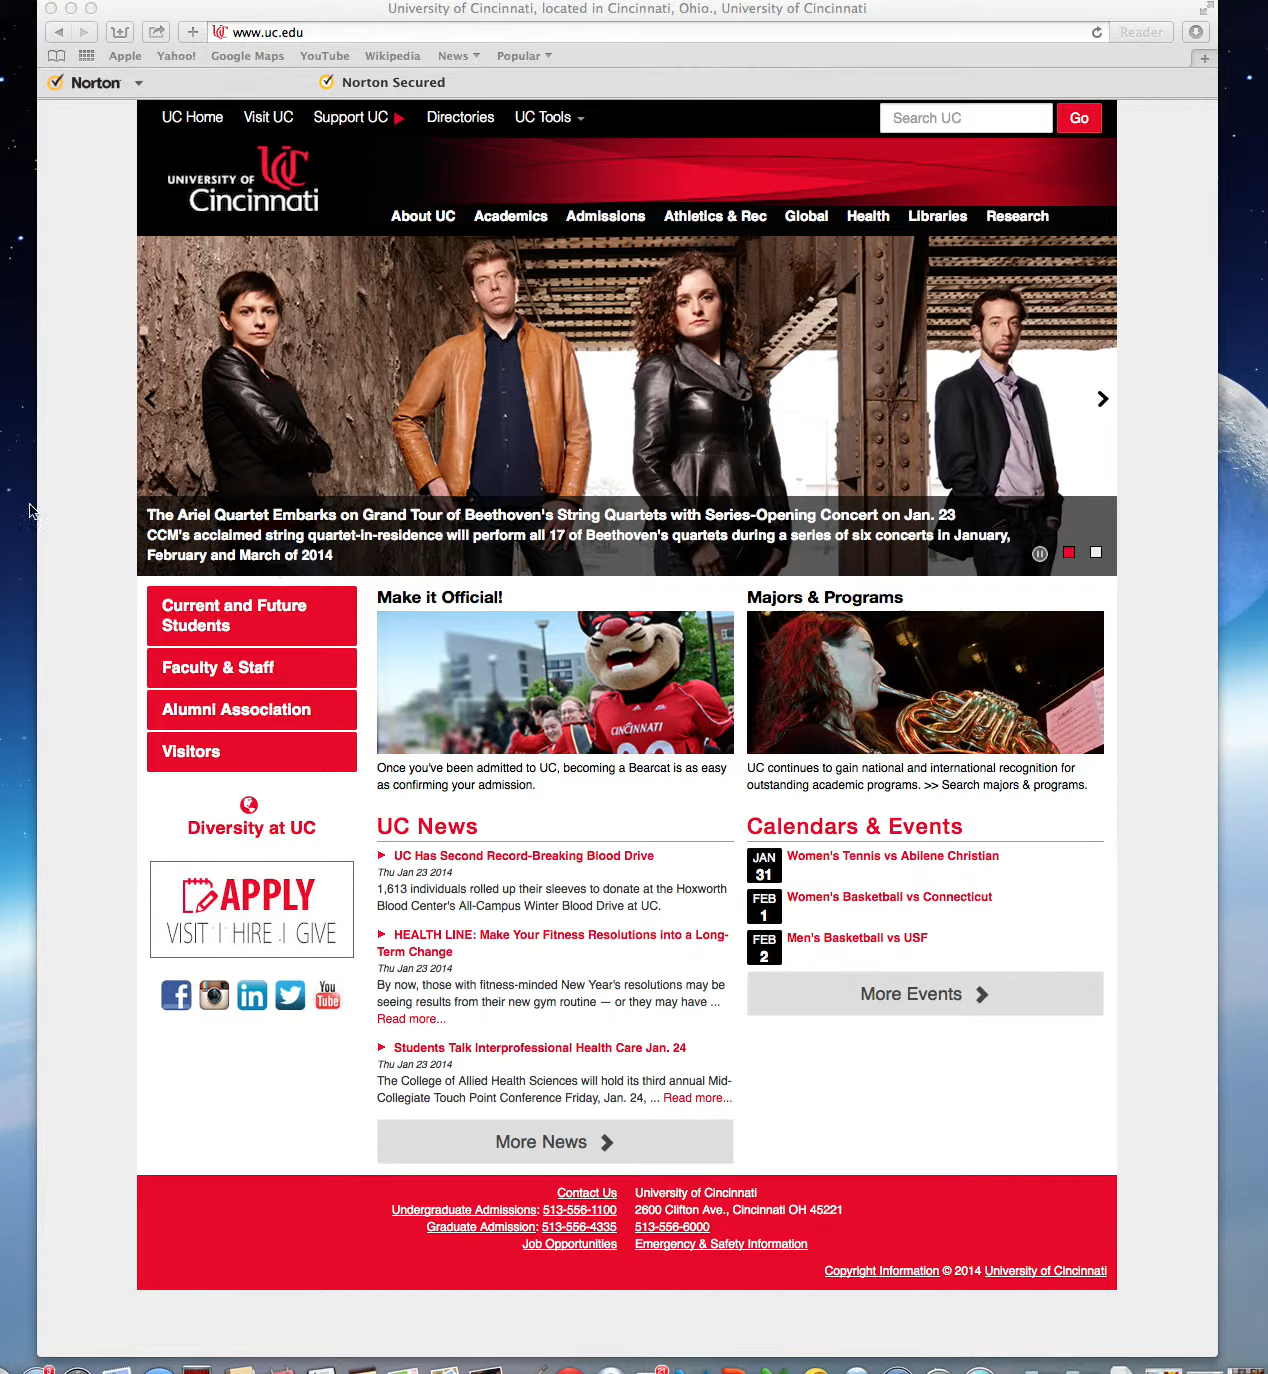 University of Cincinnati, located in Cincinnati, Ohio., University of Cincinnati
www.uc.edu
Reader
Apple Yahoo! Google Maps YouTube Wikipedia News Popular
Norton
Norton Secured
UC Home Visit UC Support UC Directories UC Tools
Search UC
Go
UC
UNIVERSITY OF
Cincinnati
About UC Academics Admissions Athletics & Rec Global Health Libraries Research
The Ariel Quartet Embarks on Grand Tour of Beethoven's String Quartets with Series-Opening Concert on Jan. 23
CCM's acclaimed string quartet-in-residence will perform all 17 of Beethoven's quartets during a series of six concerts in January,
February and March of 2014
Current and Future
Students
Faculty & Staff
Alumni Association
Visitors
Diversity at UC
APPLY
VISIT | HIRE | GIVE
You
Tube
Make it Official!
CINCINNATI
Once you've been admitted to UC, becoming a Bearcat is as easy
as confirming your admission.
Majors & Programs
UC continues to gain national and international recognition for
outstanding academic programs. >> Search majors & programs.
UC News
UC Has Second Record-Breaking Blood Drive
Thu Jan 23 2014
1,613 individuals rolled up their sleeves to donate at the Hoxworth
Blood Center's All-Campus Winter Blood Drive at UC.
HEALTH LINE: Make Your Fitness Resolutions into a Long-
Term Change
Thu Jan 23 2014
By now, those with fitness-minded New Year's resolutions may be
seeing results from their new gym routine — or they may have ...
Read more...
Students Talk Interprofessional Health Care Jan. 24
Thu Jan 23 2014
The College of Allied Health Sciences will hold its third annual Mid-
Collegiate Touch Point Conference Friday, Jan. 24, ... Read more...
More News
Calendars & Events
JAN
31
Women's Tennis vs Abilene Christian
FEB
1
Women's Basketball vs Connecticut
FEB
2
Men's Basketball vs USF
More Events
Contact Us
Undergraduate Admissions: 513-556-1100
Graduate Admission: 513-556-4335
Job Opportunities
University of Cincinnati
2600 Clifton Ave., Cincinnati OH 45221
513-556-6000
Emergency & Safety Information
Copyright Information © 2014 University of Cincinnati
3
21